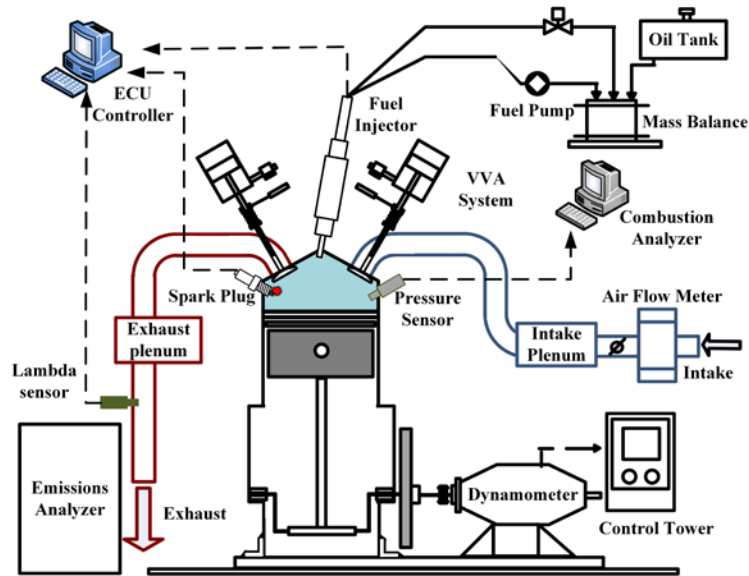 Oil Tank
ECU
Controller
Fuel
Injector
Fuel Pump
Mass Balance
VVA
System
Combustion
Analyzer
Spark Plug
Pressure
Sensor
Air Flow Meter
Exhaust
plenum
Intake
Plenum
Intake
Lambda
sensor
Emissions
Analyzer
Exhaust
Dynamometer
Control Tower